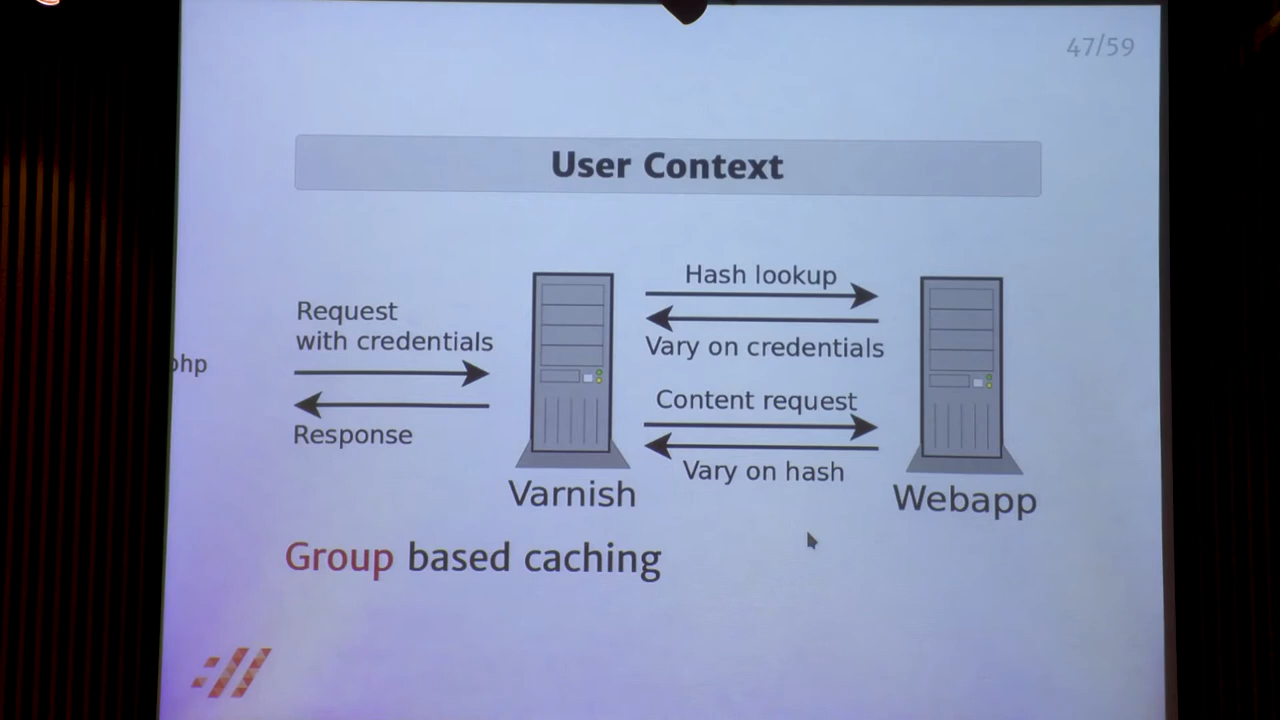 47/59
User Context
Hash lookup
Request
with credentials
Vary on credentials
php
Content request
Response
Vary on hash
Varnish
Webapp
Group based caching